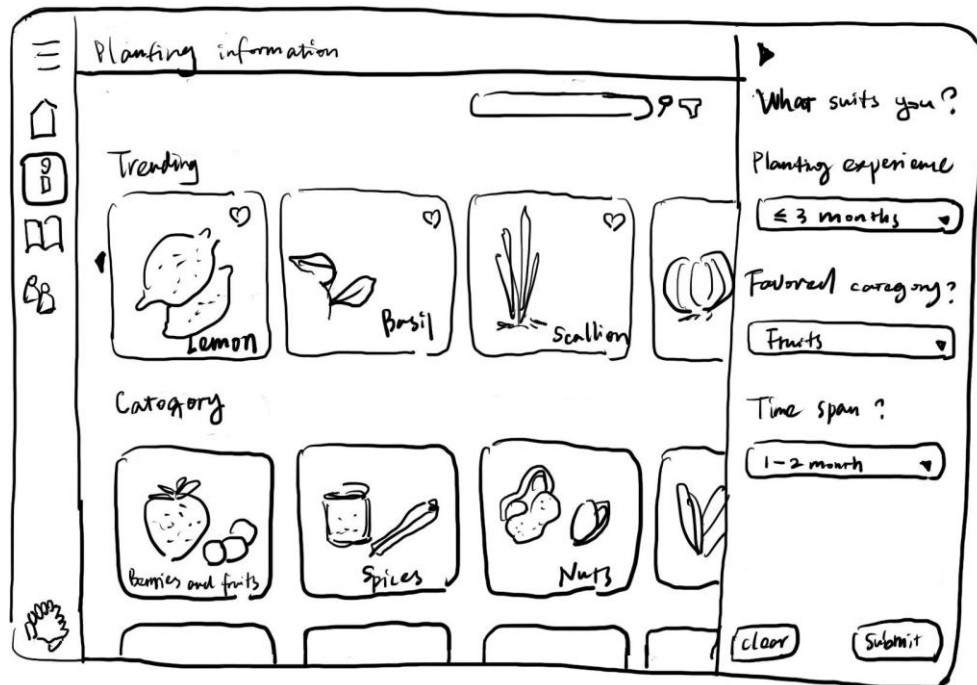 Planting information
Trending
Lemon
Basil
Scallion
Catogory
Berries and fruits
Spices
Nuts
What suits you?
Planting experience
≤ 3 months
Favored category?
Fruits
Time span ?
1-2 month
clear
Submit